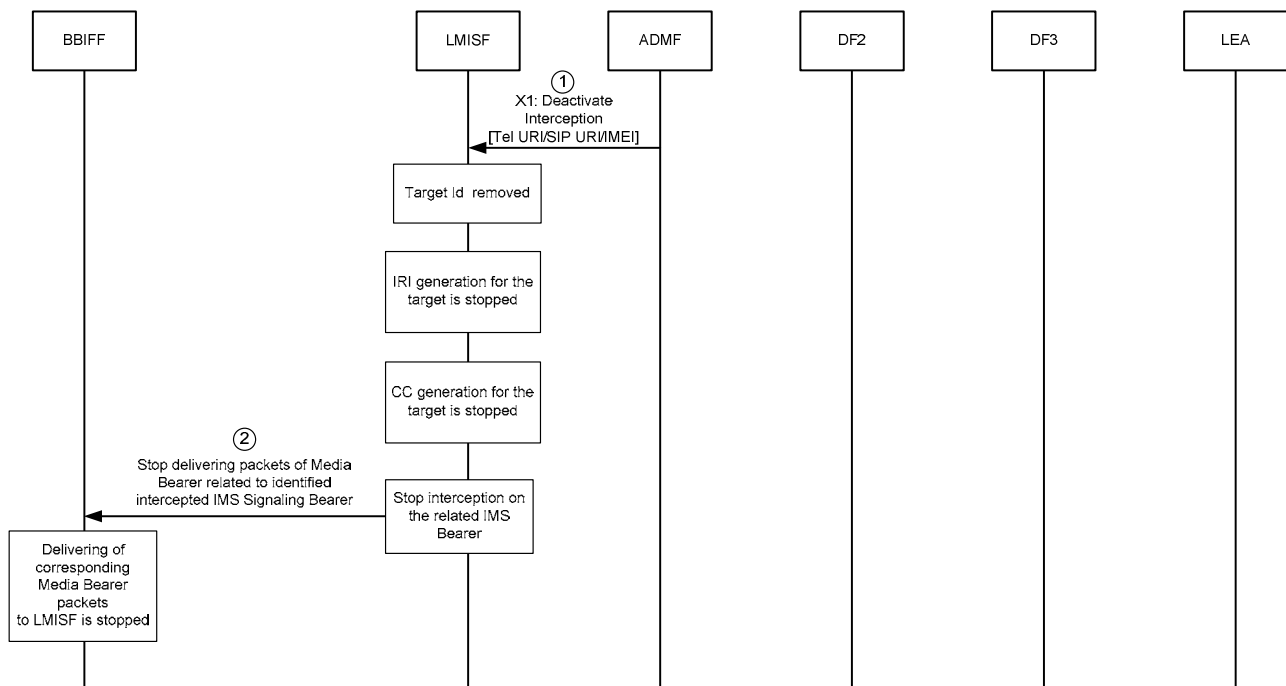 BBIFF
LMISF
ADMF
DF2
DF3
LEA
1
X1: Deactivate
Interception
[Tel URI/SIP URI/IMEI]
Target Id removed
IRI generation for the
target is stopped
CC generation for the
target is stopped
2
Stop delivering packets of Media
Bearer related to identified
intercepted IMS Signaling Bearer
Stop interception on
the related IMS
Bearer
Delivering of
corresponding
Media Bearer
packets
to LMISF is stopped